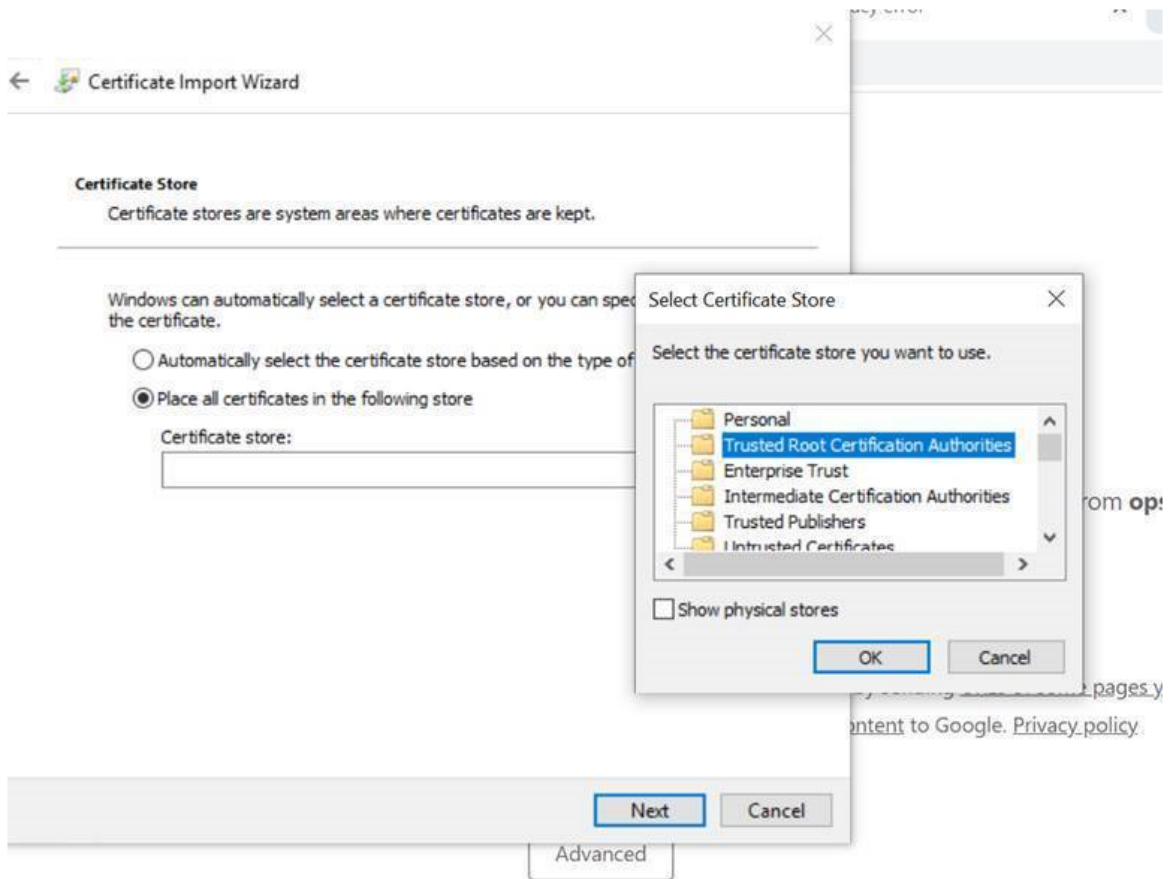 error
Certificate Import Wizard
Certificate Store
Certificate stores are system areas where certificates are kept.
Windows can automatically select a certificate store, or you can
the certificate.
Automatically select the certificate store based on the type of
Place all certificates in the following store
Certificate store:
Select Certificate Store
Select the certificate store you want to use.
Personal
Trusted Root Certification Authorities
Enterprise Trust
Intermediate Certification Authorities
Trusted Publishers
Untrusted Certificates
Show physical stores
OK Cancel
ops
pages
to Google. Privacy policy
Next Cancel
Advanced